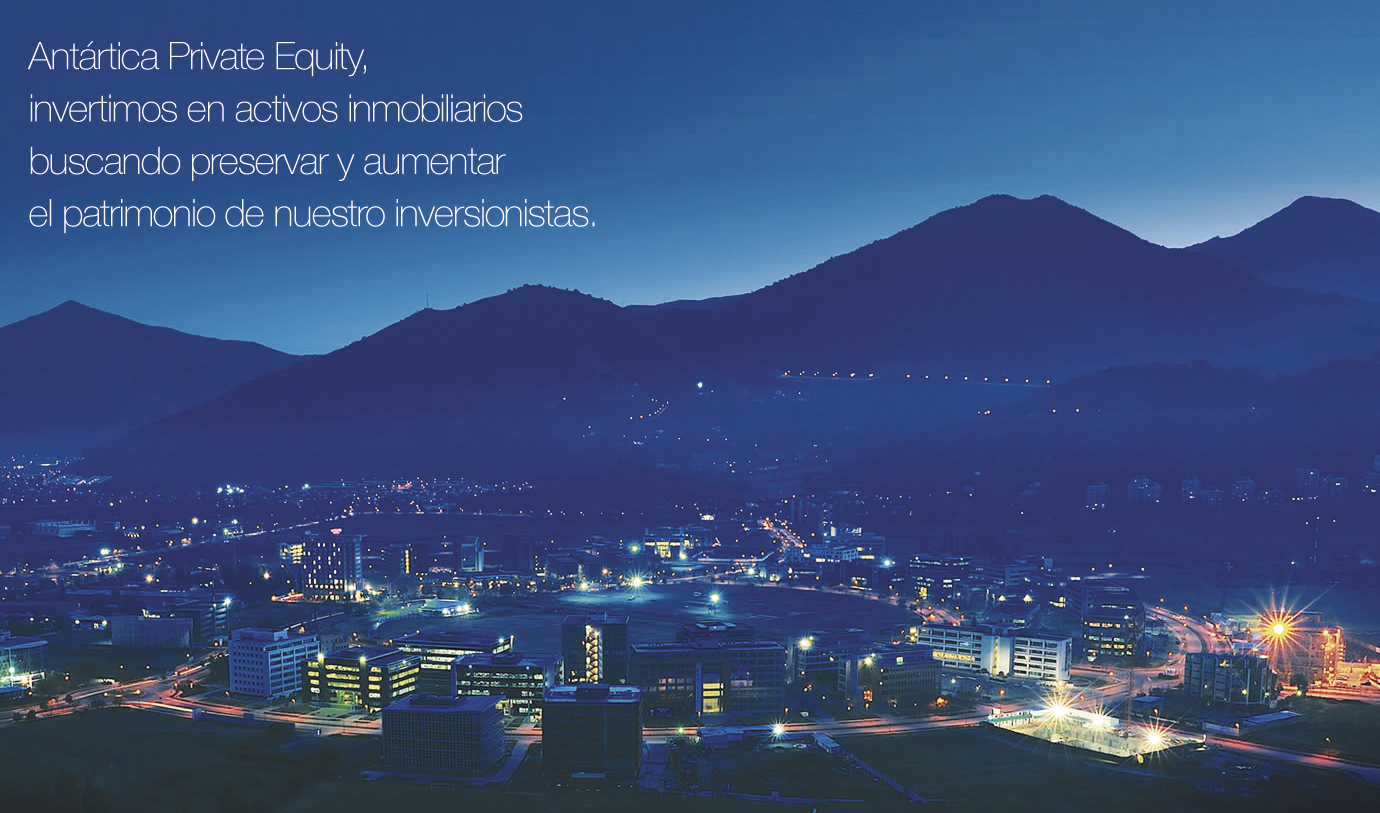 Antártica Private Equity,
invertimos en activos inmobiliarios
buscando preservar y aumentar
el patrimonio de nuestro inversionistas.